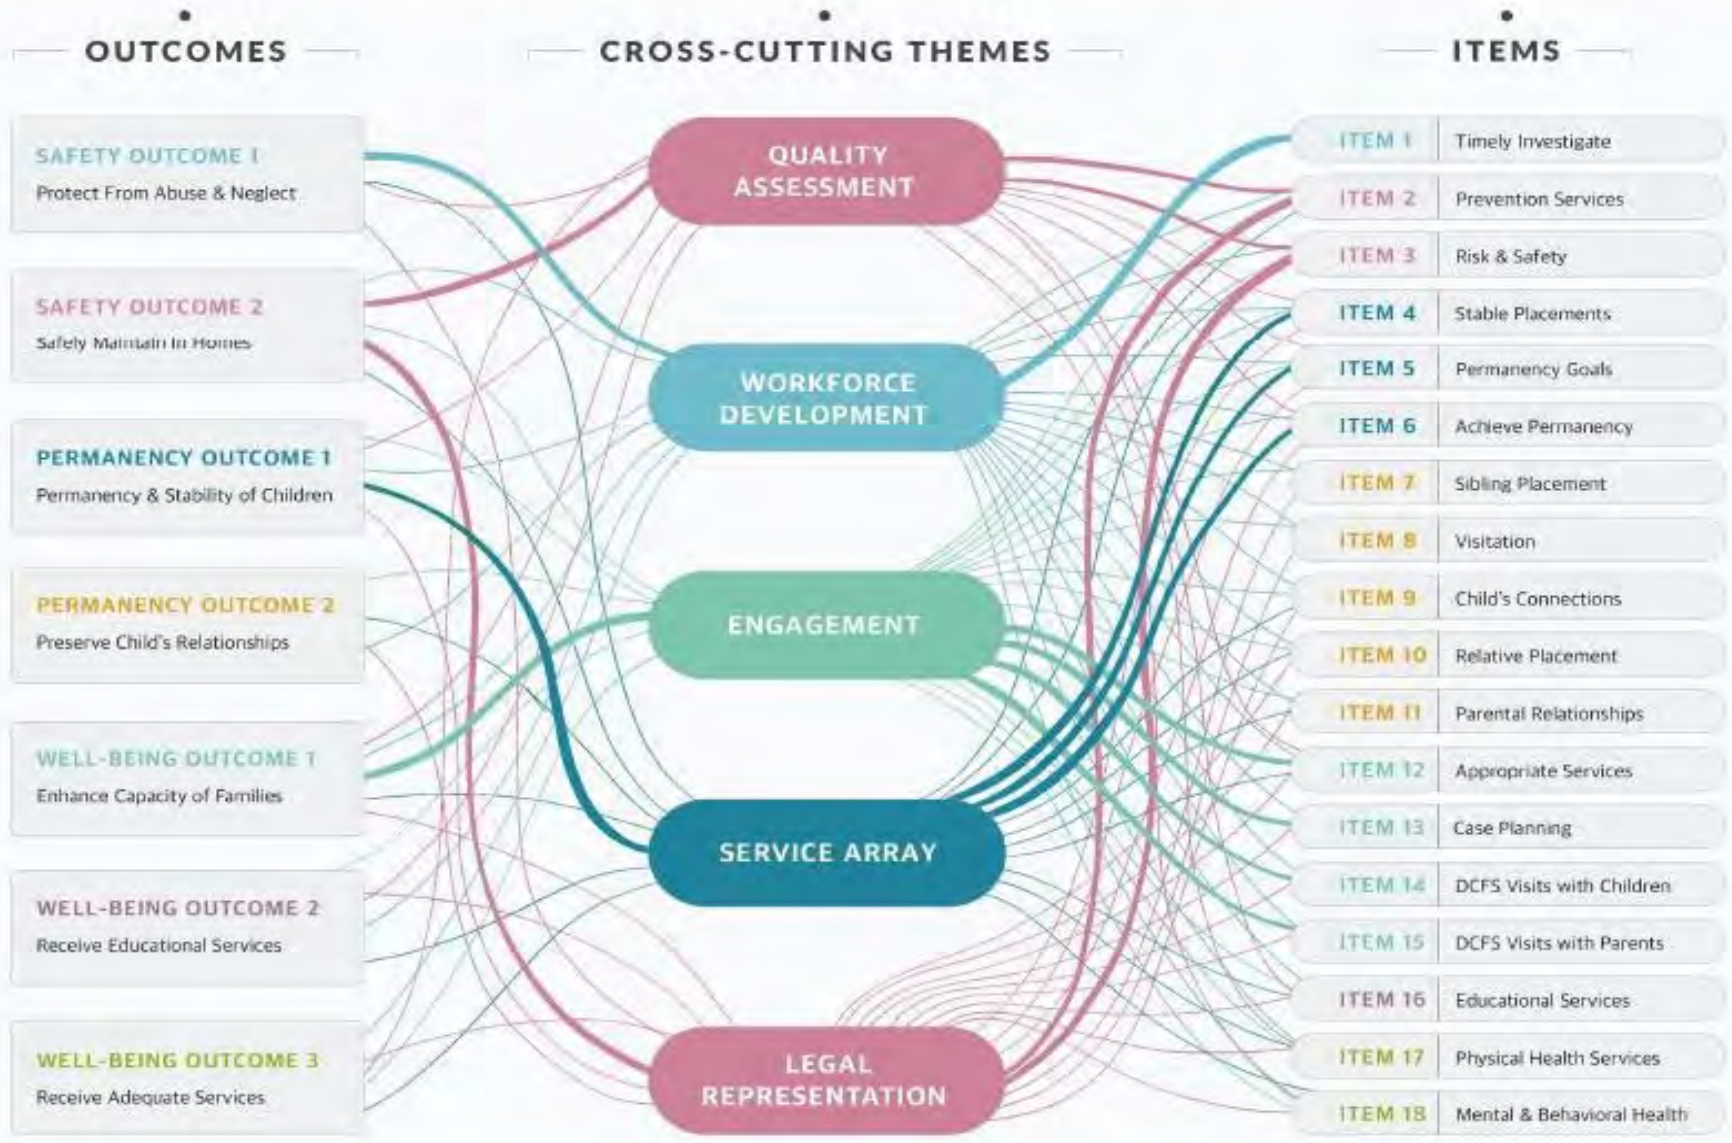 OUTCOMES
SAFETY OUTCOME 1
Protect From Abuse & Neglect
SAFETY OUTCOME 2
Safely Maintain In Homes
PERMANENCY OUTCOME 1
Permanency & Stability of Children
PERMANENCY OUTCOME 2
Preserve Child's Relationships
WELL-BEING OUTCOME 1
Enhance Capacity of Families
WELL-BEING OUTCOME 2
Receive Educational Services
WELL-BEING OUTCOME 3
Receive Adequate Services
CROSS-CUTTING THEMES
QUALITY
ASSESSMENT
WORKFORCE
DEVELOPMENT
ENGAGEMENT
SERVICE ARRAY
LEGAL
REPRESENTATION
ITEMS
ITEM 1 Timely Investigate
ITEM 2 Prevention Services
ITEM 3 Risk & Safety
ITEM 4 Stable Placements
ITEM 5 Permanency Goals
ITEM 6 Achieve Permanency
ITEM 7 Sibling Placement
ITEM 8 Visitation
ITEM 9 Child's Connections
ITEM 10 Relative Placement
ITEM 11 Parental Relationships
ITEM 12 Appropriate Services
ITEM 13 Case Planning
ITEM 14 DCFS Visits with Children
ITEM 15 DCFS Visits with Parents
ITEM 16 Educational Services
ITEM 17 Physical Health Services
ITEM 18 Mental & Behavioral Health